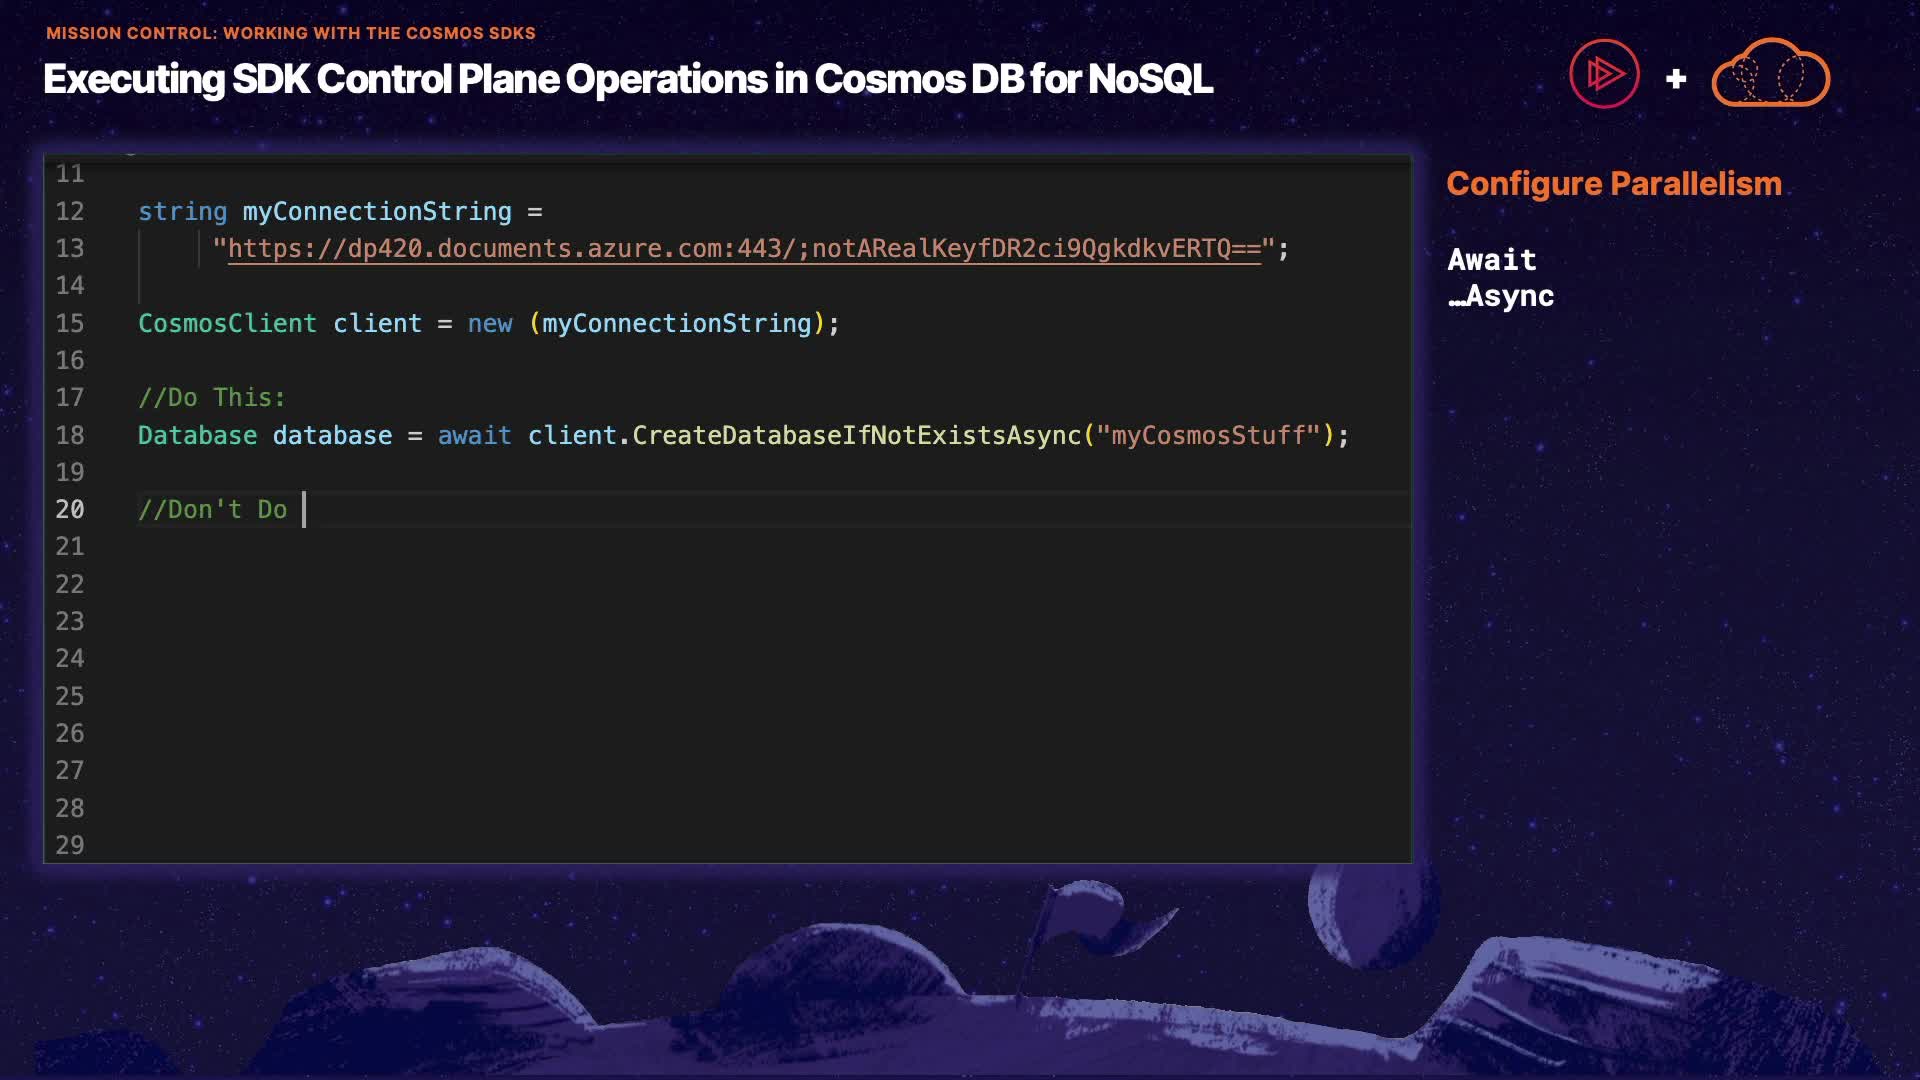 MISSION CONTROL: WORKING WITH THE COSMOS SDKS
Executing SDK Control Plane Operations in Cosmos DB for NoSQL
+
11
12 string myConnectionString =
13 "https://dp420.documents.azure.com:443/;notARealKeyfDR2ci9QgkdkvERTQ==";
14
15 CosmosClient client = new (myConnectionString);
16
17 //Do This:
18 Database database = await client.CreateDatabaseIfNotExistsAsync("myCosmosStuff");
19
20 //Don't Do
21
22
23
24
25
26
27
28
29
Configure Parallelism
Await
…Async